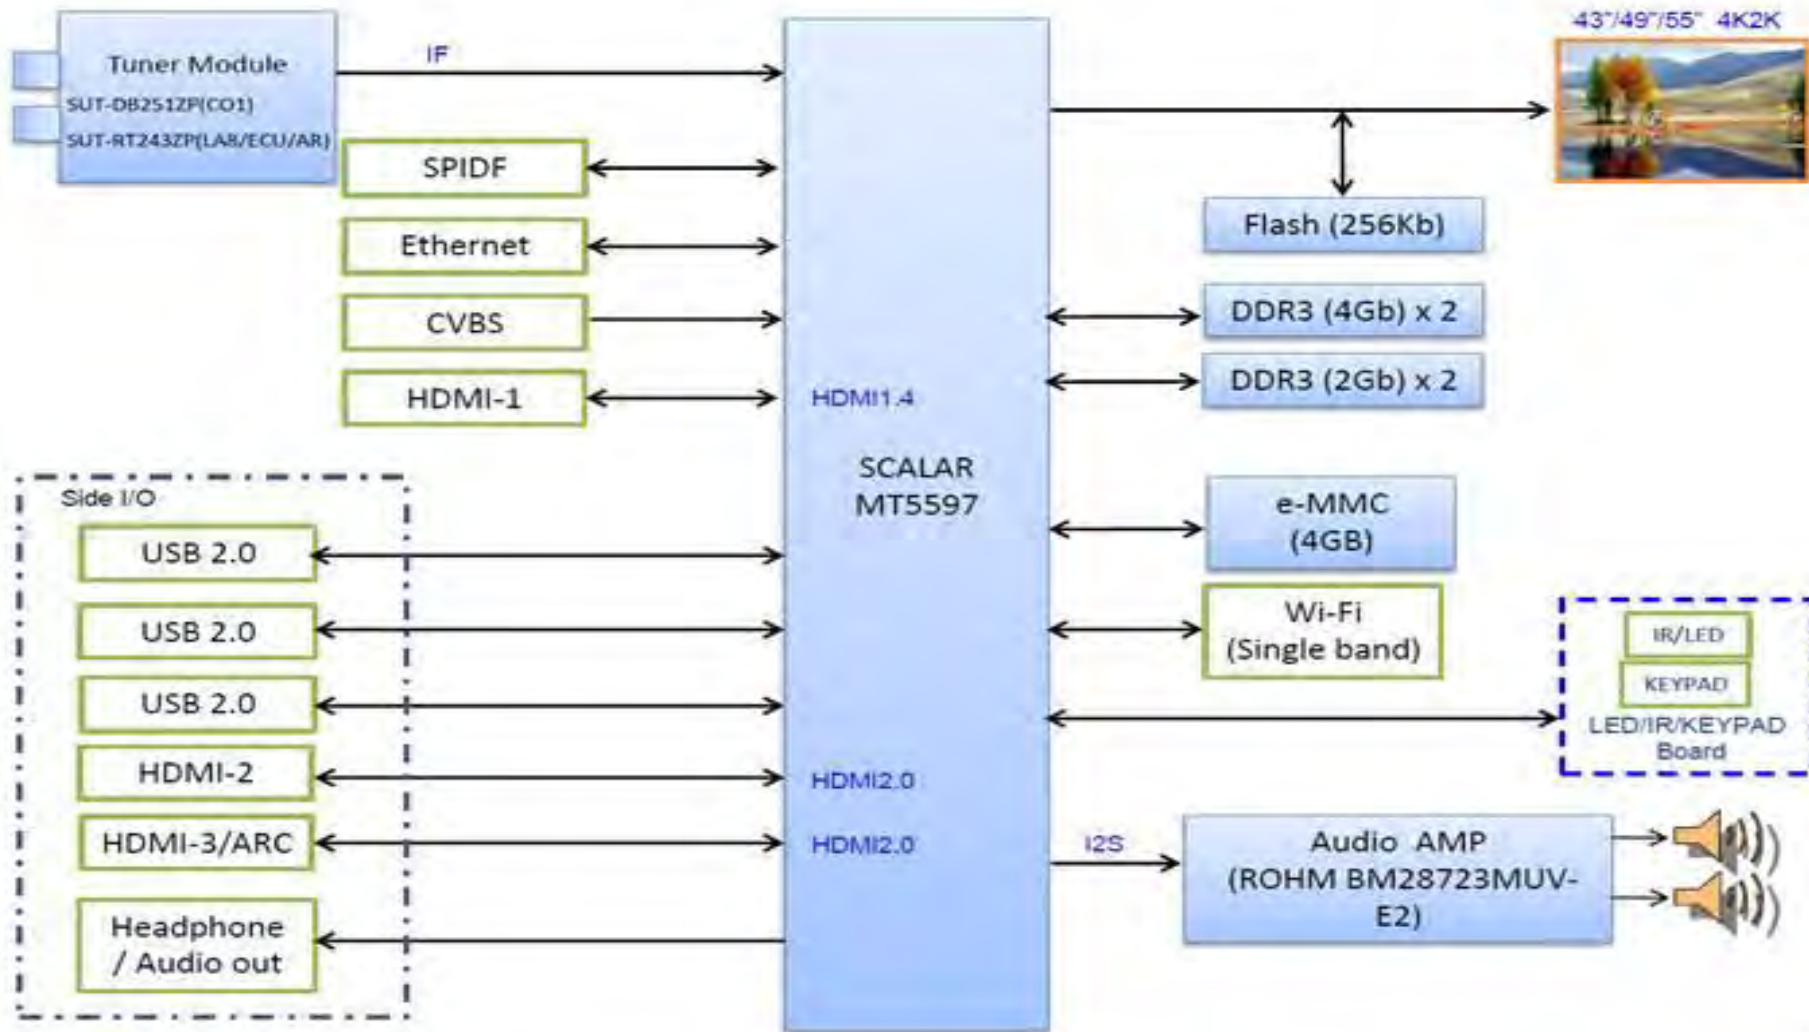 Tuner Module
SUT-DB251ZP(CO1)
SUT-RT243ZP(LA8/ECU/AR)
IF
43"/49"/55" 4K2K
SPIDF
Ethernet
CVBS
HDMI-1
HDMI1.4
SCALAR
MT5597
Flash (256Kb)
DDR3 (4Gb) x 2
DDR3 (2Gb) x 2
e-MMC
(4GB)
Wi-Fi
(Single band)
Side I/O
USB 2.0
USB 2.0
USB 2.0
HDMI-2
HDMI2.0
HDMI-3/ARC
HDMI2.0
Headphone
/ Audio out
IR/LED
KEYPAD
LED/IR/KEYPAD
Board
I2S
Audio AMP
(ROHM BM28723MUV-
E2)